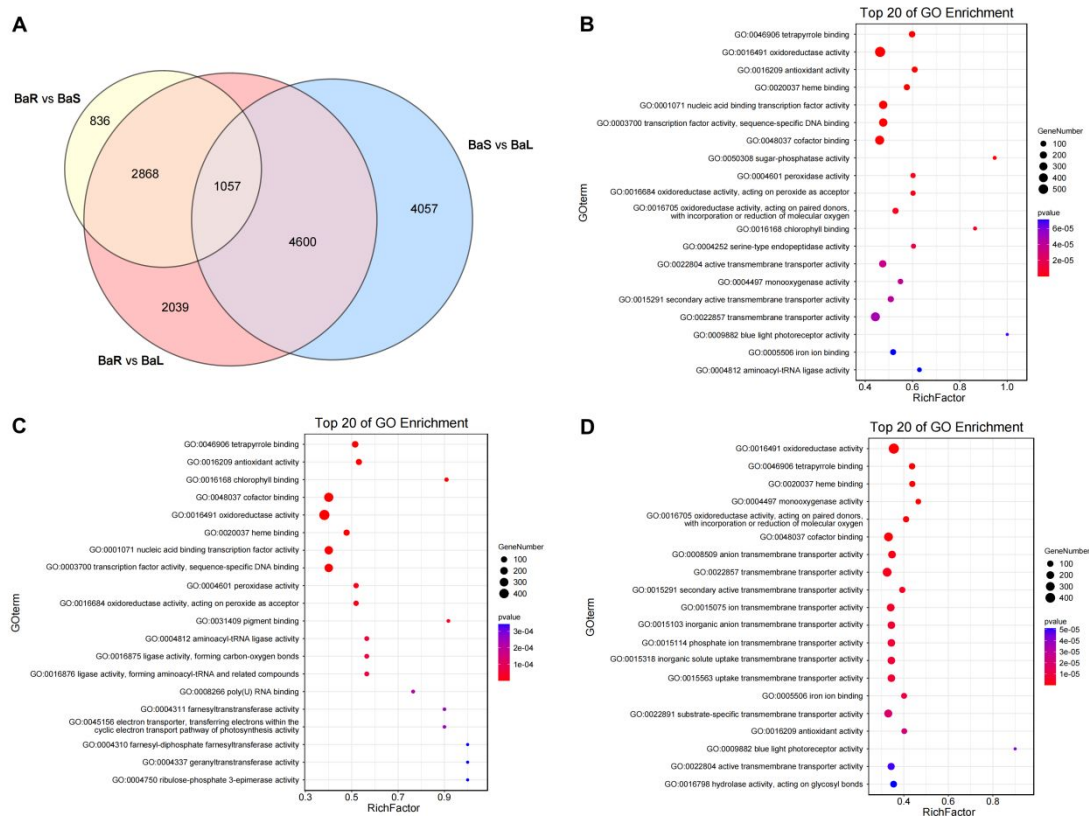 A
BaR vs BaS
836
2868
1057
BaS vs BaL
4057
4600
2039
BaR vs BaL
B
Top 20 of GO Enrichment
GOterm
GO:0046906 tetrapyrrole binding
GO:0016491 oxidoreductase activity
GO:0016209 antioxidant activity
GO:0020037 heme binding
GO:0001071 nucleic acid binding transcription factor activity
GO:0003700 transcription factor activity, sequence-specific DNA binding
GO:0048037 cofactor binding
GO:0050308 sugar-phosphatase activity
GO:0004601 peroxidase activity
GO:0016684 oxidoreductase activity, acting on peroxide as acceptor
GO:0016705 oxidoreductase activity, acting on paired donors,
with incorporation or reduction of molecular oxygen
GO:0016168 chlorophyll binding
GO:0004252 serine-type endopeptidase activity
GO:0022804 active transmembrane transporter activity
GO:0004497 monooxygenase activity
GO:0015291 secondary active transmembrane transporter activity
GO:0022857 transmembrane transporter activity
GO:0009882 blue light photoreceptor activity
GO:0005506 iron ion binding
GO:0004812 aminoacyl-tRNA ligase activity
0.4 0.6 0.8 1.0
RichFactor
GeneNumber
100
200
300
400
500
pvalue
6e-05
4e-05
2e-05
C
Top 20 of GO Enrichment
GOterm
GO:0046906 tetrapyrrole binding
GO:0016209 antioxidant activity
GO:0016168 chlorophyll binding
GO:0048037 cofactor binding
GO:0016491 oxidoreductase activity
GO:0020037 heme binding
GO:0001071 nucleic acid binding transcription factor activity
GO:0003700 transcription factor activity, sequence-specific DNA binding
GO:0004601 peroxidase activity
GO:0016684 oxidoreductase activity, acting on peroxide as acceptor
GO:0031409 pigment binding
GO:0004812 aminoacyl-tRNA ligase activity
GO:0016875 ligase activity, forming carbon-oxygen bonds
GO:0016876 ligase activity, forming aminoacyl-tRNA and related compounds
GO:0008266 poly(U) RNA binding
GO:0004311 farnesyltranstransferase activity
GO:0045156 electron transporter, transferring electrons within the
cyclic electron transport pathway of photosynthesis activity
GO:0004310 farnesyl-diphosphate farnesyltransferase activity
GO:0004337 geranyltranstransferase activity
GO:0004750 ribulose-phosphate 3-epimerase activity
0.3 0.5 0.7 0.9
RichFactor
GeneNumber
100
200
300
400
pvalue
3e-04
2e-04
1e-04
D
Top 20 of GO Enrichment
GOterm
GO:0016491 oxidoreductase activity
GO:0046906 tetrapyrrole binding
GO:0020037 heme binding
GO:0004497 monooxygenase activity
GO:0016705 oxidoreductase activity, acting on paired donors,
with incorporation or reduction of molecular oxygen
GO:0048037 cofactor binding
GO:0008509 anion transmembrane transporter activity
GO:0022857 transmembrane transporter activity
GO:0015291 secondary active transmembrane transporter activity
GO:0015075 ion transmembrane transporter activity
GO:0015103 inorganic anion transmembrane transporter activity
GO:0015114 phosphate ion transmembrane transporter activity
GO:0015318 inorganic solute uptake transmembrane transporter activity
GO:0015563 uptake transmembrane transporter activity
GO:0005506 iron ion binding
GO:0022891 substrate-specific transmembrane transporter activity
GO:0016209 antioxidant activity
GO:0009882 blue light photoreceptor activity
GO:0022804 active transmembrane transporter activity
GO:0016798 hydrolase activity, acting on glycosyl bonds
0.4 0.6 0.8
RichFactor
GeneNumber
100
200
300
400
pvalue
5e-05
4e-05
3e-05
2e-05
1e-05